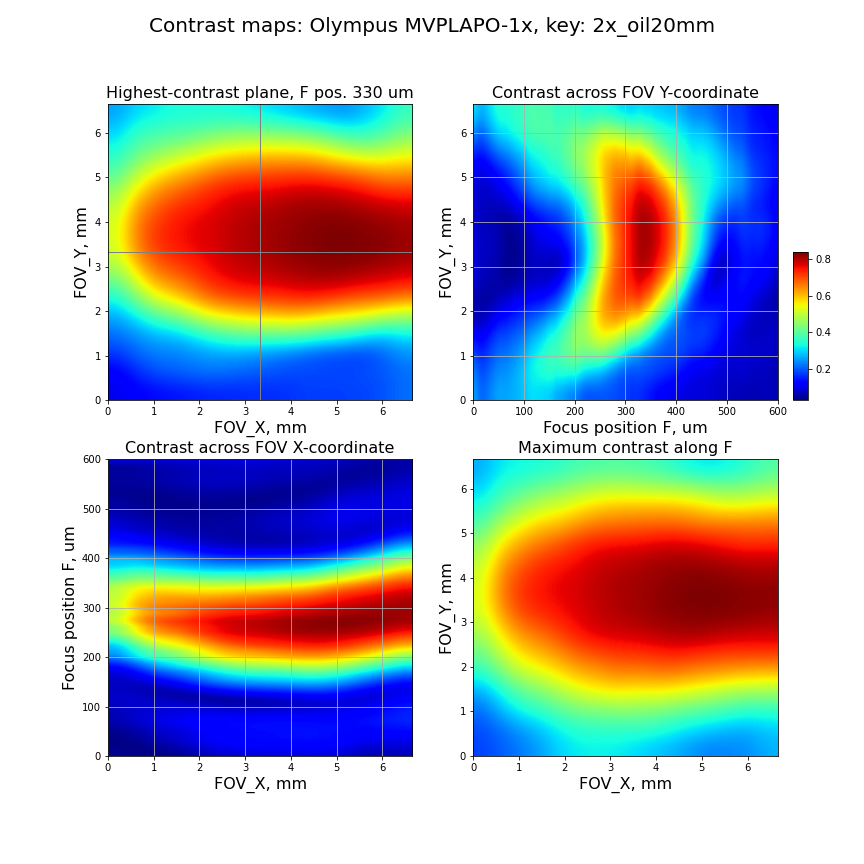 Contrast maps: Olympus MVPLAPO-1x, key: 2x_oil20mm
Highest-contrast plane, F pos. 330 um
FOV_Y, mm
6
5
4
3
2
1
0
0 1 2 3 4 5 6
FOV_X, mm
Contrast across FOV Y-coordinate
FOV_Y, mm
6
5
4
3
2
1
0
0 100 200 300 400 500 600
Focus position F, um
0.8
0.6
0.4
0.2
Contrast across FOV X-coordinate
Focus position F, um
600
500
400
300
200
100
0
0 1 2 3 4 5 6
FOV_X, mm
Maximum contrast along F
FOV_Y, mm
6
5
4
3
2
1
0
0 1 2 3 4 5 6
FOV_X, mm